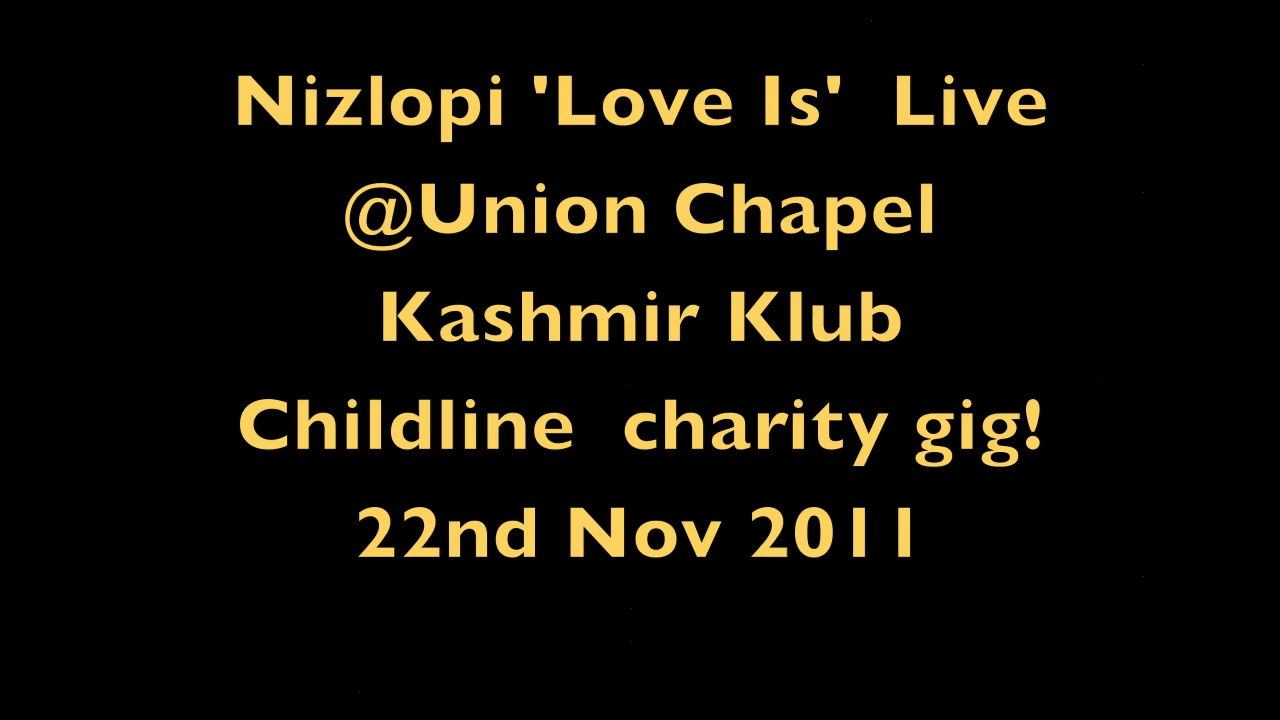 Nizlopi 'Love Is'  Live
@Union Chapel
Kashmir Klub
Childline  charity gig!
22nd Nov 2011